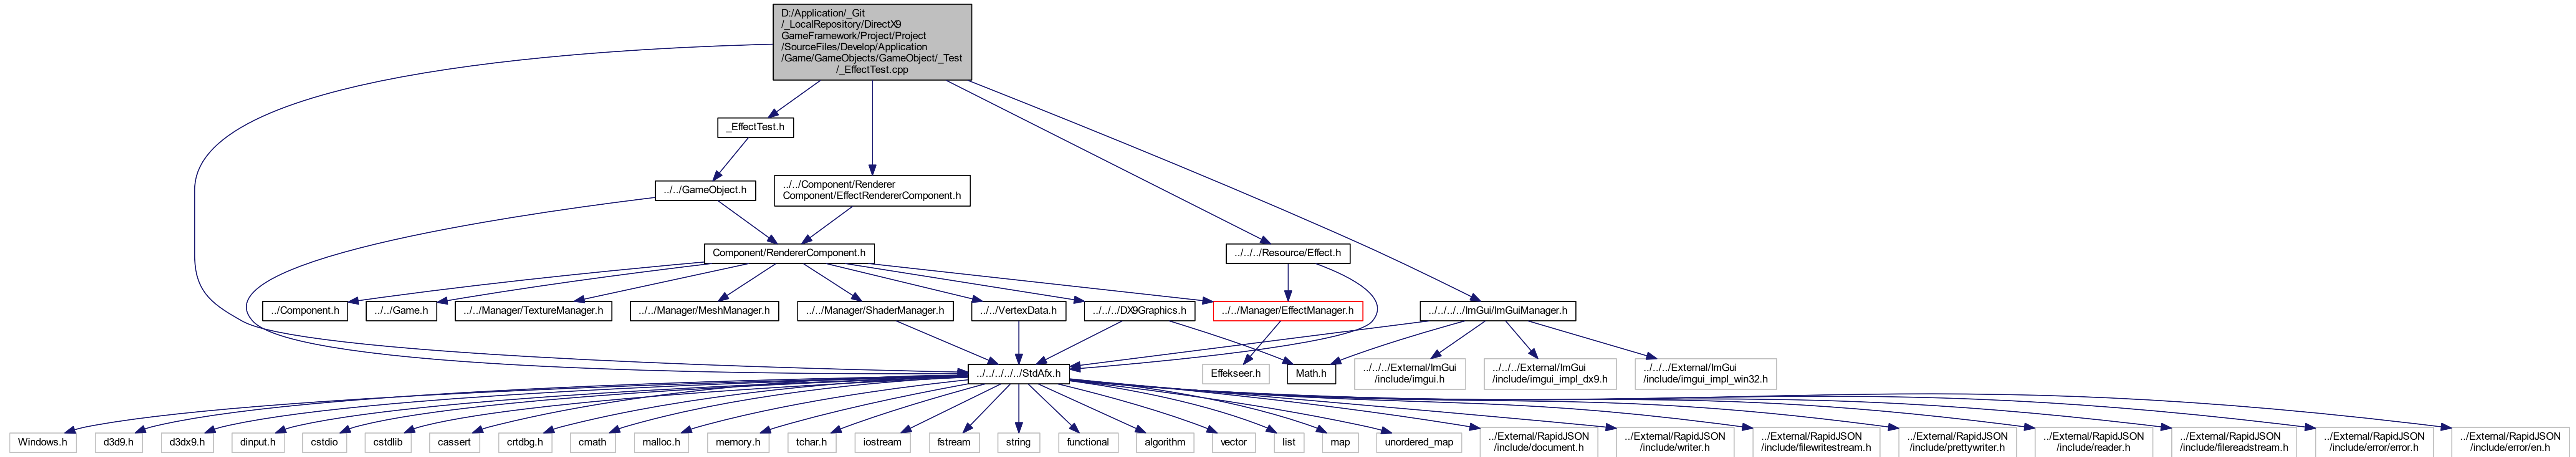 D:/Application/_Git
/_LocalRepository/DirectX9
GameFramework/Project/Project
/SourceFiles/Develop/Application
/Game/GameObjects/GameObject/_Test
/_EffectTest.cpp
_EffectTest.h
../../GameObject.h
../../Component/Renderer
Component/EffectRendererComponent.h
Component/RendererComponent.h
../../../Resource/Effect.h
../Component.h
../../Game.h
../../Manager/TextureManager.h
../../Manager/MeshManager.h
../../Manager/ShaderManager.h
../../VertexData.h
../../../DX9Graphics.h
../../Manager/EffectManager.h
../../../../ImGui/ImGuiManager.h
../../../../../StdAfx.h
Effekseer.h
Math.h
../../../External/ImGui
/include/imgui.h
../../../External/ImGui
/include/imgui_impl_dx9.h
../../../External/ImGui
/include/imgui_impl_win32.h
Windows.h
d3d9.h
d3dx9.h
dinput.h
cstdio
cstdlib
cassert
crtdbg.h
cmath
malloc.h
memory.h
tchar.h
iostream
fstream
string
functional
algorithm
vector
list
map
unordered_map
../External/RapidJSON
/include/document.h
../External/RapidJSON
/include/writer.h
../External/RapidJSON
/include/filewritestream.h
../External/RapidJSON
/include/prettywriter.h
../External/RapidJSON
/include/reader.h
../External/RapidJSON
/include/filereadstream.h
../External/RapidJSON
/include/error/error.h
../External/RapidJSON
/include/error/en.h